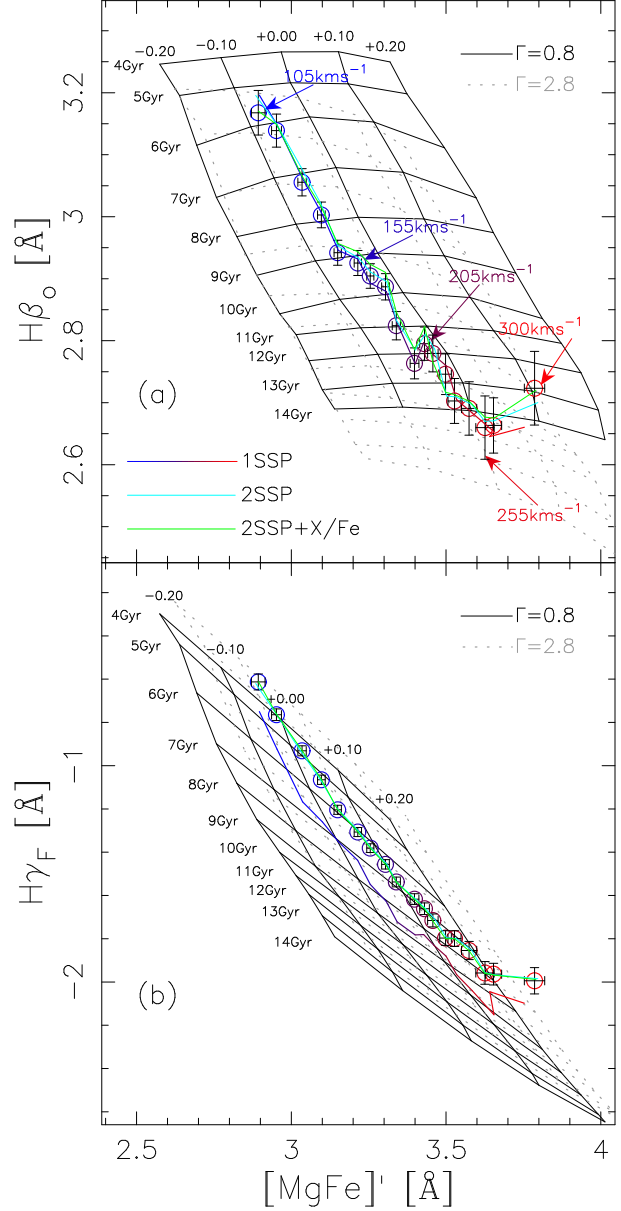 −0.20
−0.10
+0.00
+0.10
+0.20
4Gyr
5Gyr
6Gyr
7Gyr
8Gyr
9Gyr
10Gyr
11Gyr
12Gyr
13Gyr
14Gyr
Γ=0.8
Γ=2.8
105kms⁻¹
155kms⁻¹
205kms⁻¹
300kms⁻¹
255kms⁻¹
3.2
3
2.8
2.6
Hβ_O [Å]
(a)
1SSP
2SSP
2SSP+X/Fe
−0.20
−0.10
+0.00
+0.10
+0.20
4Gyr
5Gyr
6Gyr
7Gyr
8Gyr
9Gyr
10Gyr
11Gyr
12Gyr
13Gyr
14Gyr
Γ=0.8
Γ=2.8
−1
−2
Hγ_F [Å]
(b)
2.5
3
3.5
4
[MgFe]' [Å]